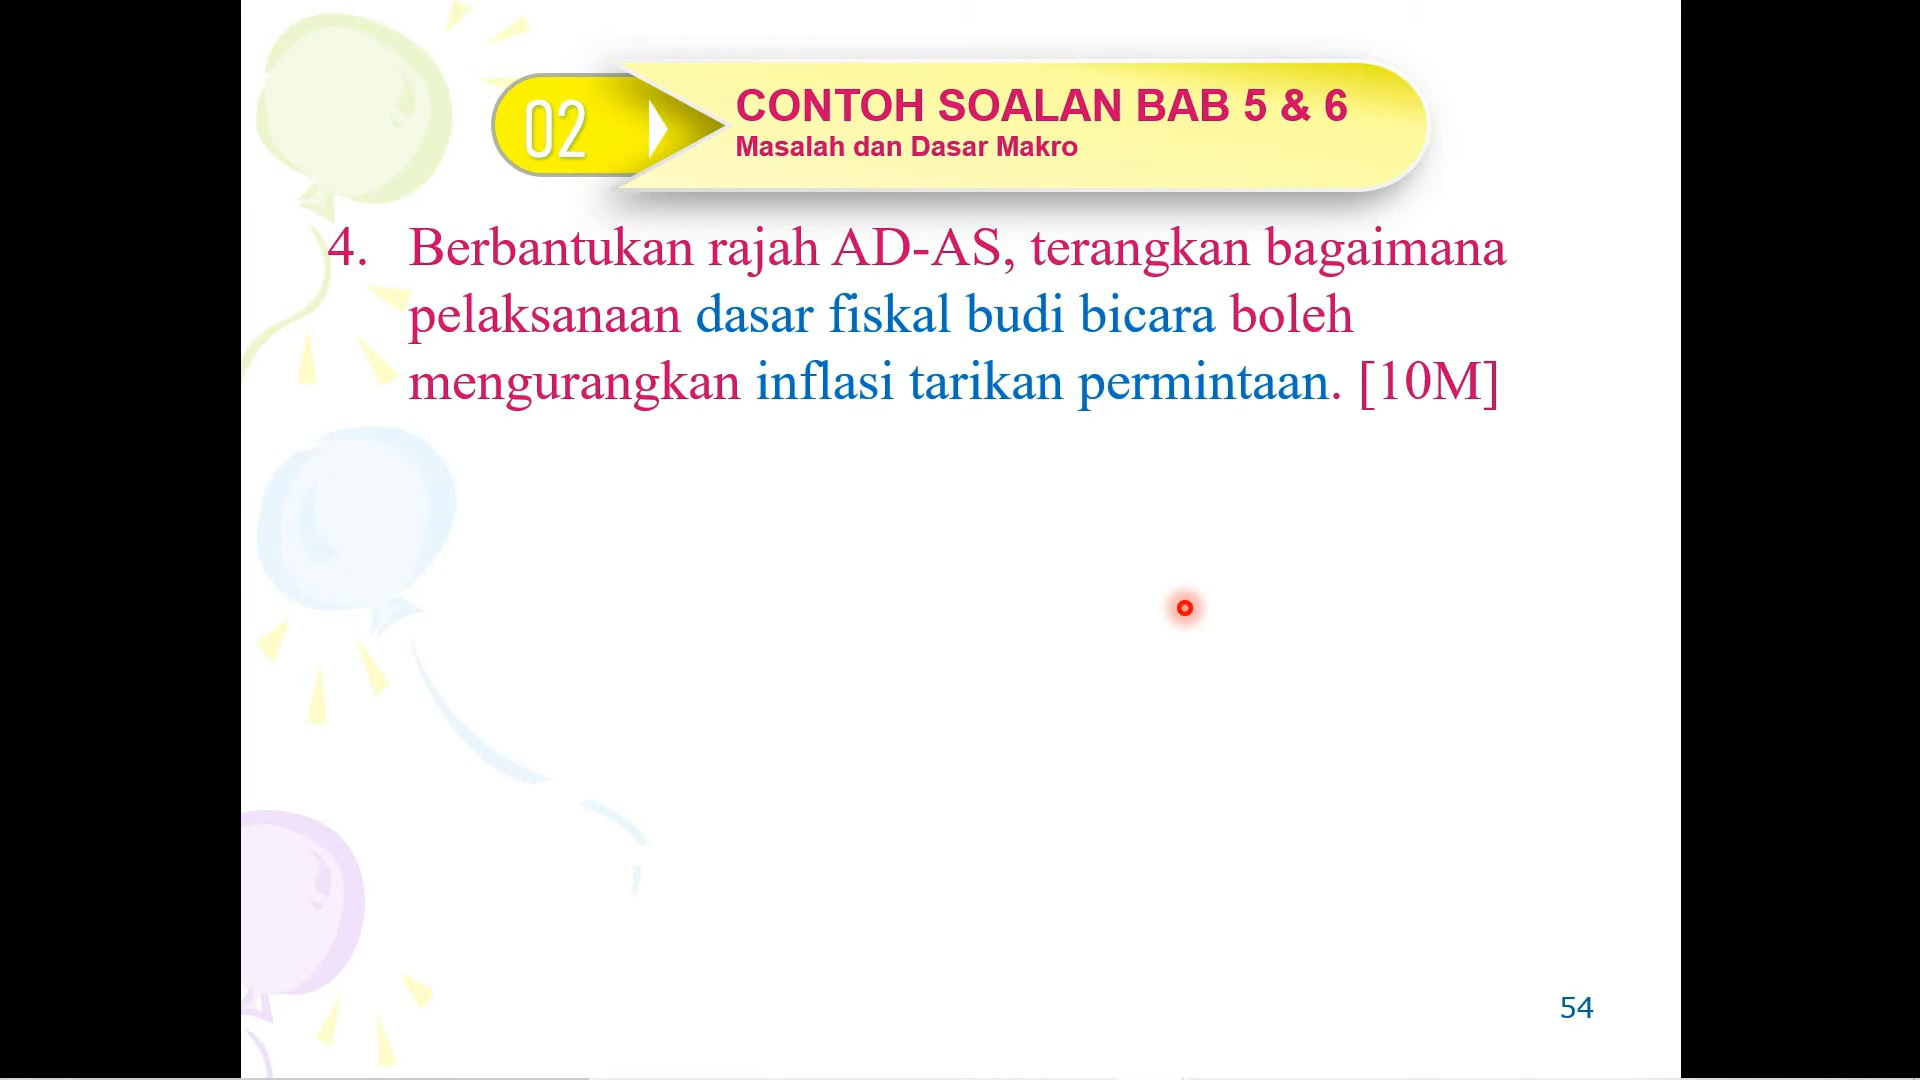 02
CONTOH SOALAN BAB 5 & 6
Masalah dan Dasar Makro
4. Berbantukan rajah AD-AS, terangkan bagaimana
pelaksanaan dasar fiskal budi bicara boleh
mengurangkan inflasi tarikan permintaan. [10M]
54